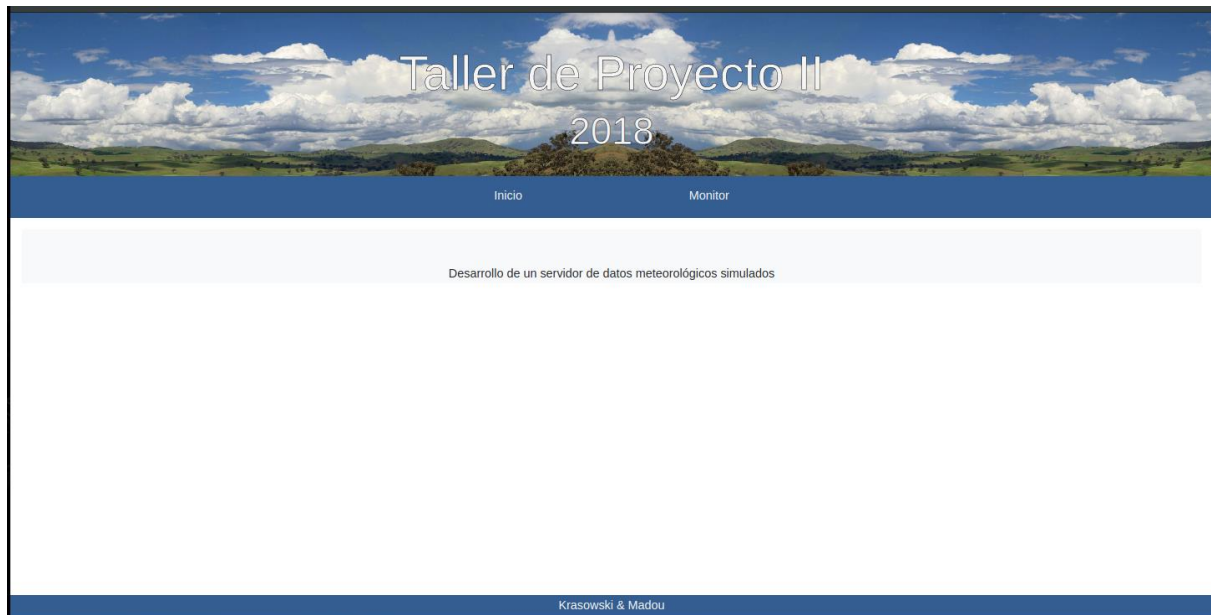 Taller de Proyecto II
2018
Inicio Monitor
Desarrollo de un servidor de datos meteorológicos simulados
Krasowski & Madou